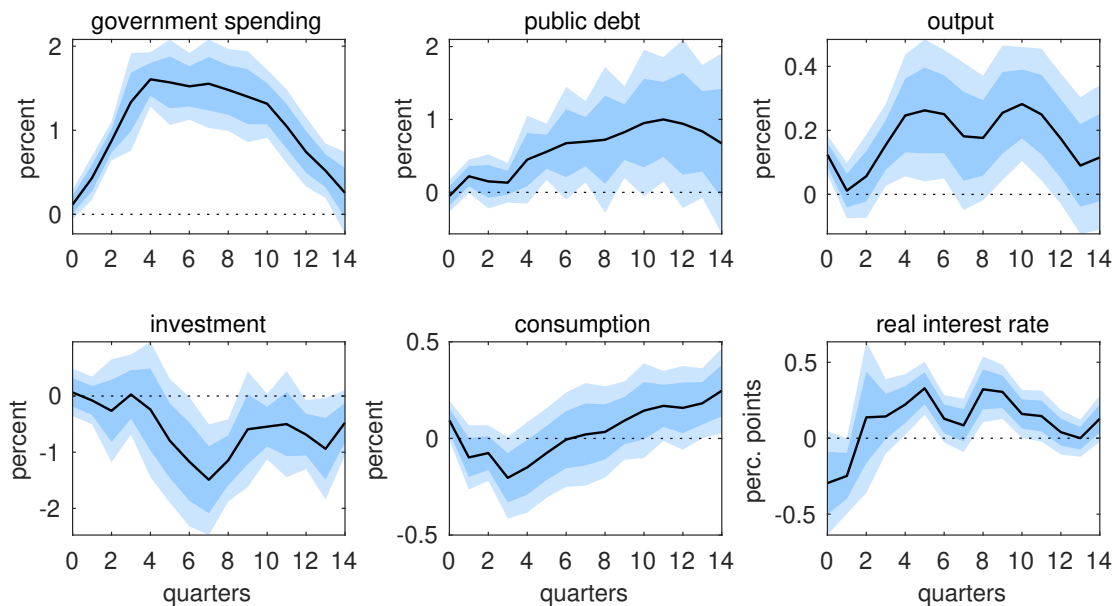 government spending
percent
2
1
0
0 2 4 6 8 10 12 14
public debt
percent
2
1
0
0 2 4 6 8 10 12 14
output
percent
0.4
0.2
0
0 2 4 6 8 10 12 14
investment
percent
0
-1
-2
0 2 4 6 8 10 12 14
quarters
consumption
percent
0.5
0
-0.5
0 2 4 6 8 10 12 14
quarters
real interest rate
perc. points
0.5
0
-0.5
0 2 4 6 8 10 12 14
quarters